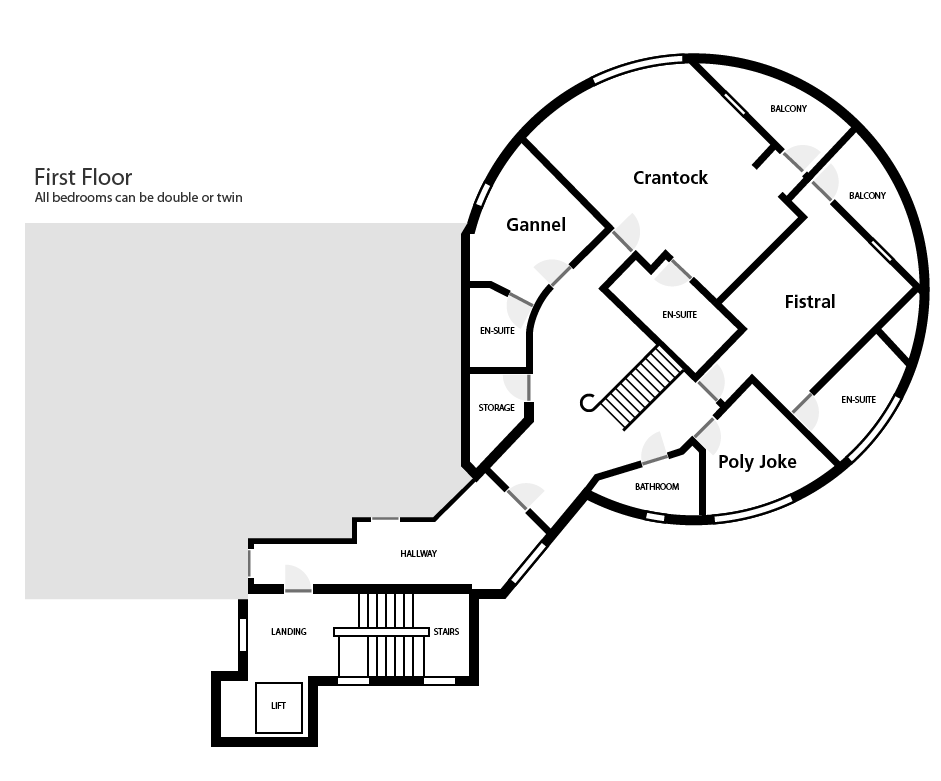 First Floor
All bedrooms can be double or twin
BALCONY
Crantock
BALCONY
Gannel
Fistral
EN-SUITE
EN-SUITE
EN-SUITE
STORAGE
Poly Joke
BATHROOM
HALLWAY
LANDING
STAIRS
LIFT